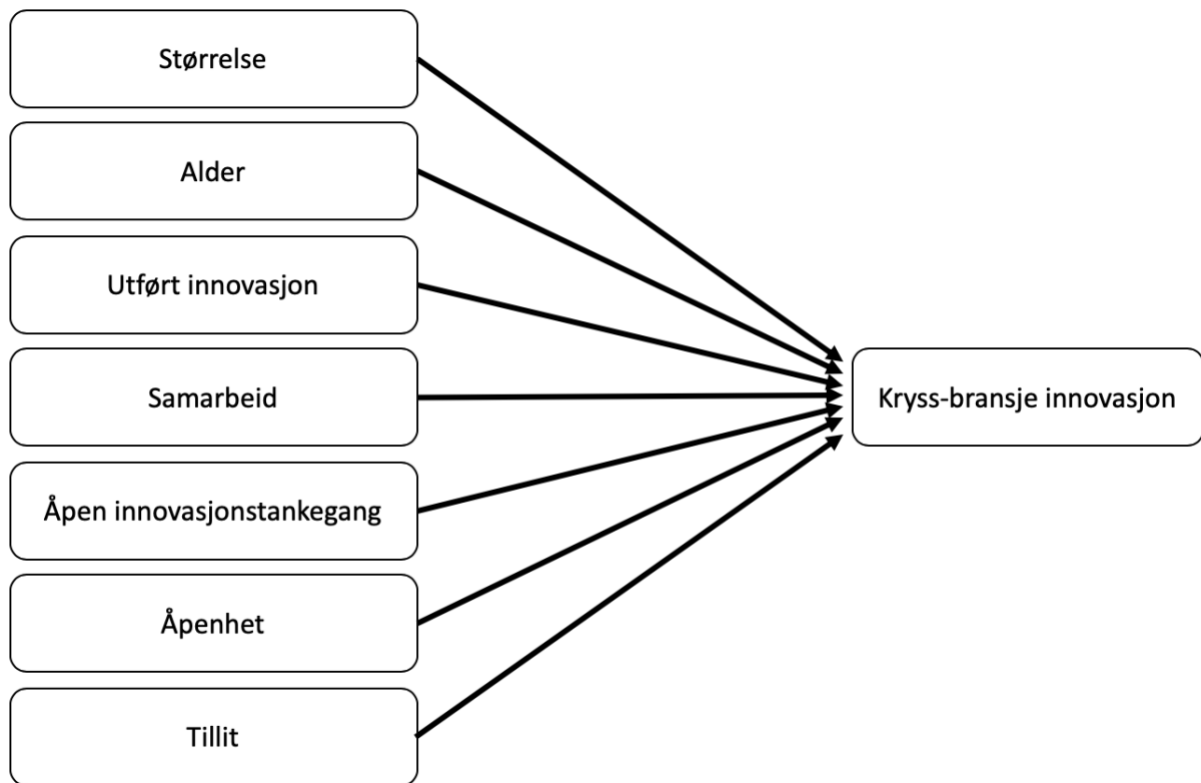 Størrelse
Alder
Utført innovasjon
Samarbeid
Kryss-bransje innovasjon
Åpen innovasjonstankegang
Åpenhet
Tillit